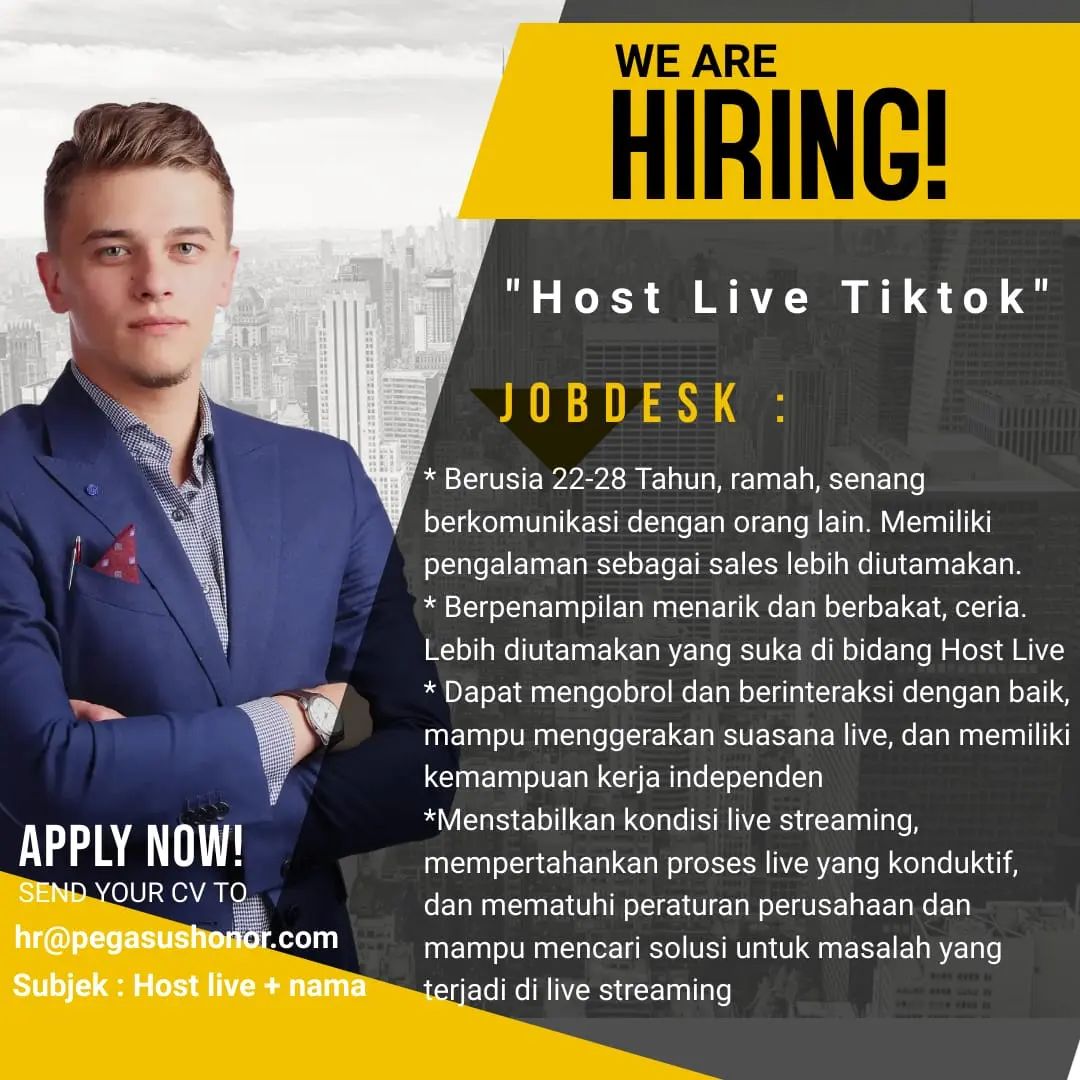 WE ARE
HIRING!
"Host Live Tiktok"
JOBDESK :
* Berusia 22-28 Tahun, ramah, senang
berkomunikasi dengan orang lain. Memiliki
pengalaman sebagai sales lebih diutamakan.
* Berpenampilan menarik dan berbakat, ceria.
Lebih diutamakan yang suka di bidang Host Live
* Dapat mengobrol dan berinteraksi dengan baik,
mampu menggerakan suasana live, dan memiliki
kemampuan kerja independen
*Menstabilkan kondisi live streaming,
mempertahankan proses live yang konduktif,
dan mematuhi peraturan perusahaan dan
mampu mencari solusi untuk masalah yang
terjadi di live streaming
APPLY NOW!
SEND YOUR CV TO
hr@pegasushonor.com
Subjek : Host live + nama